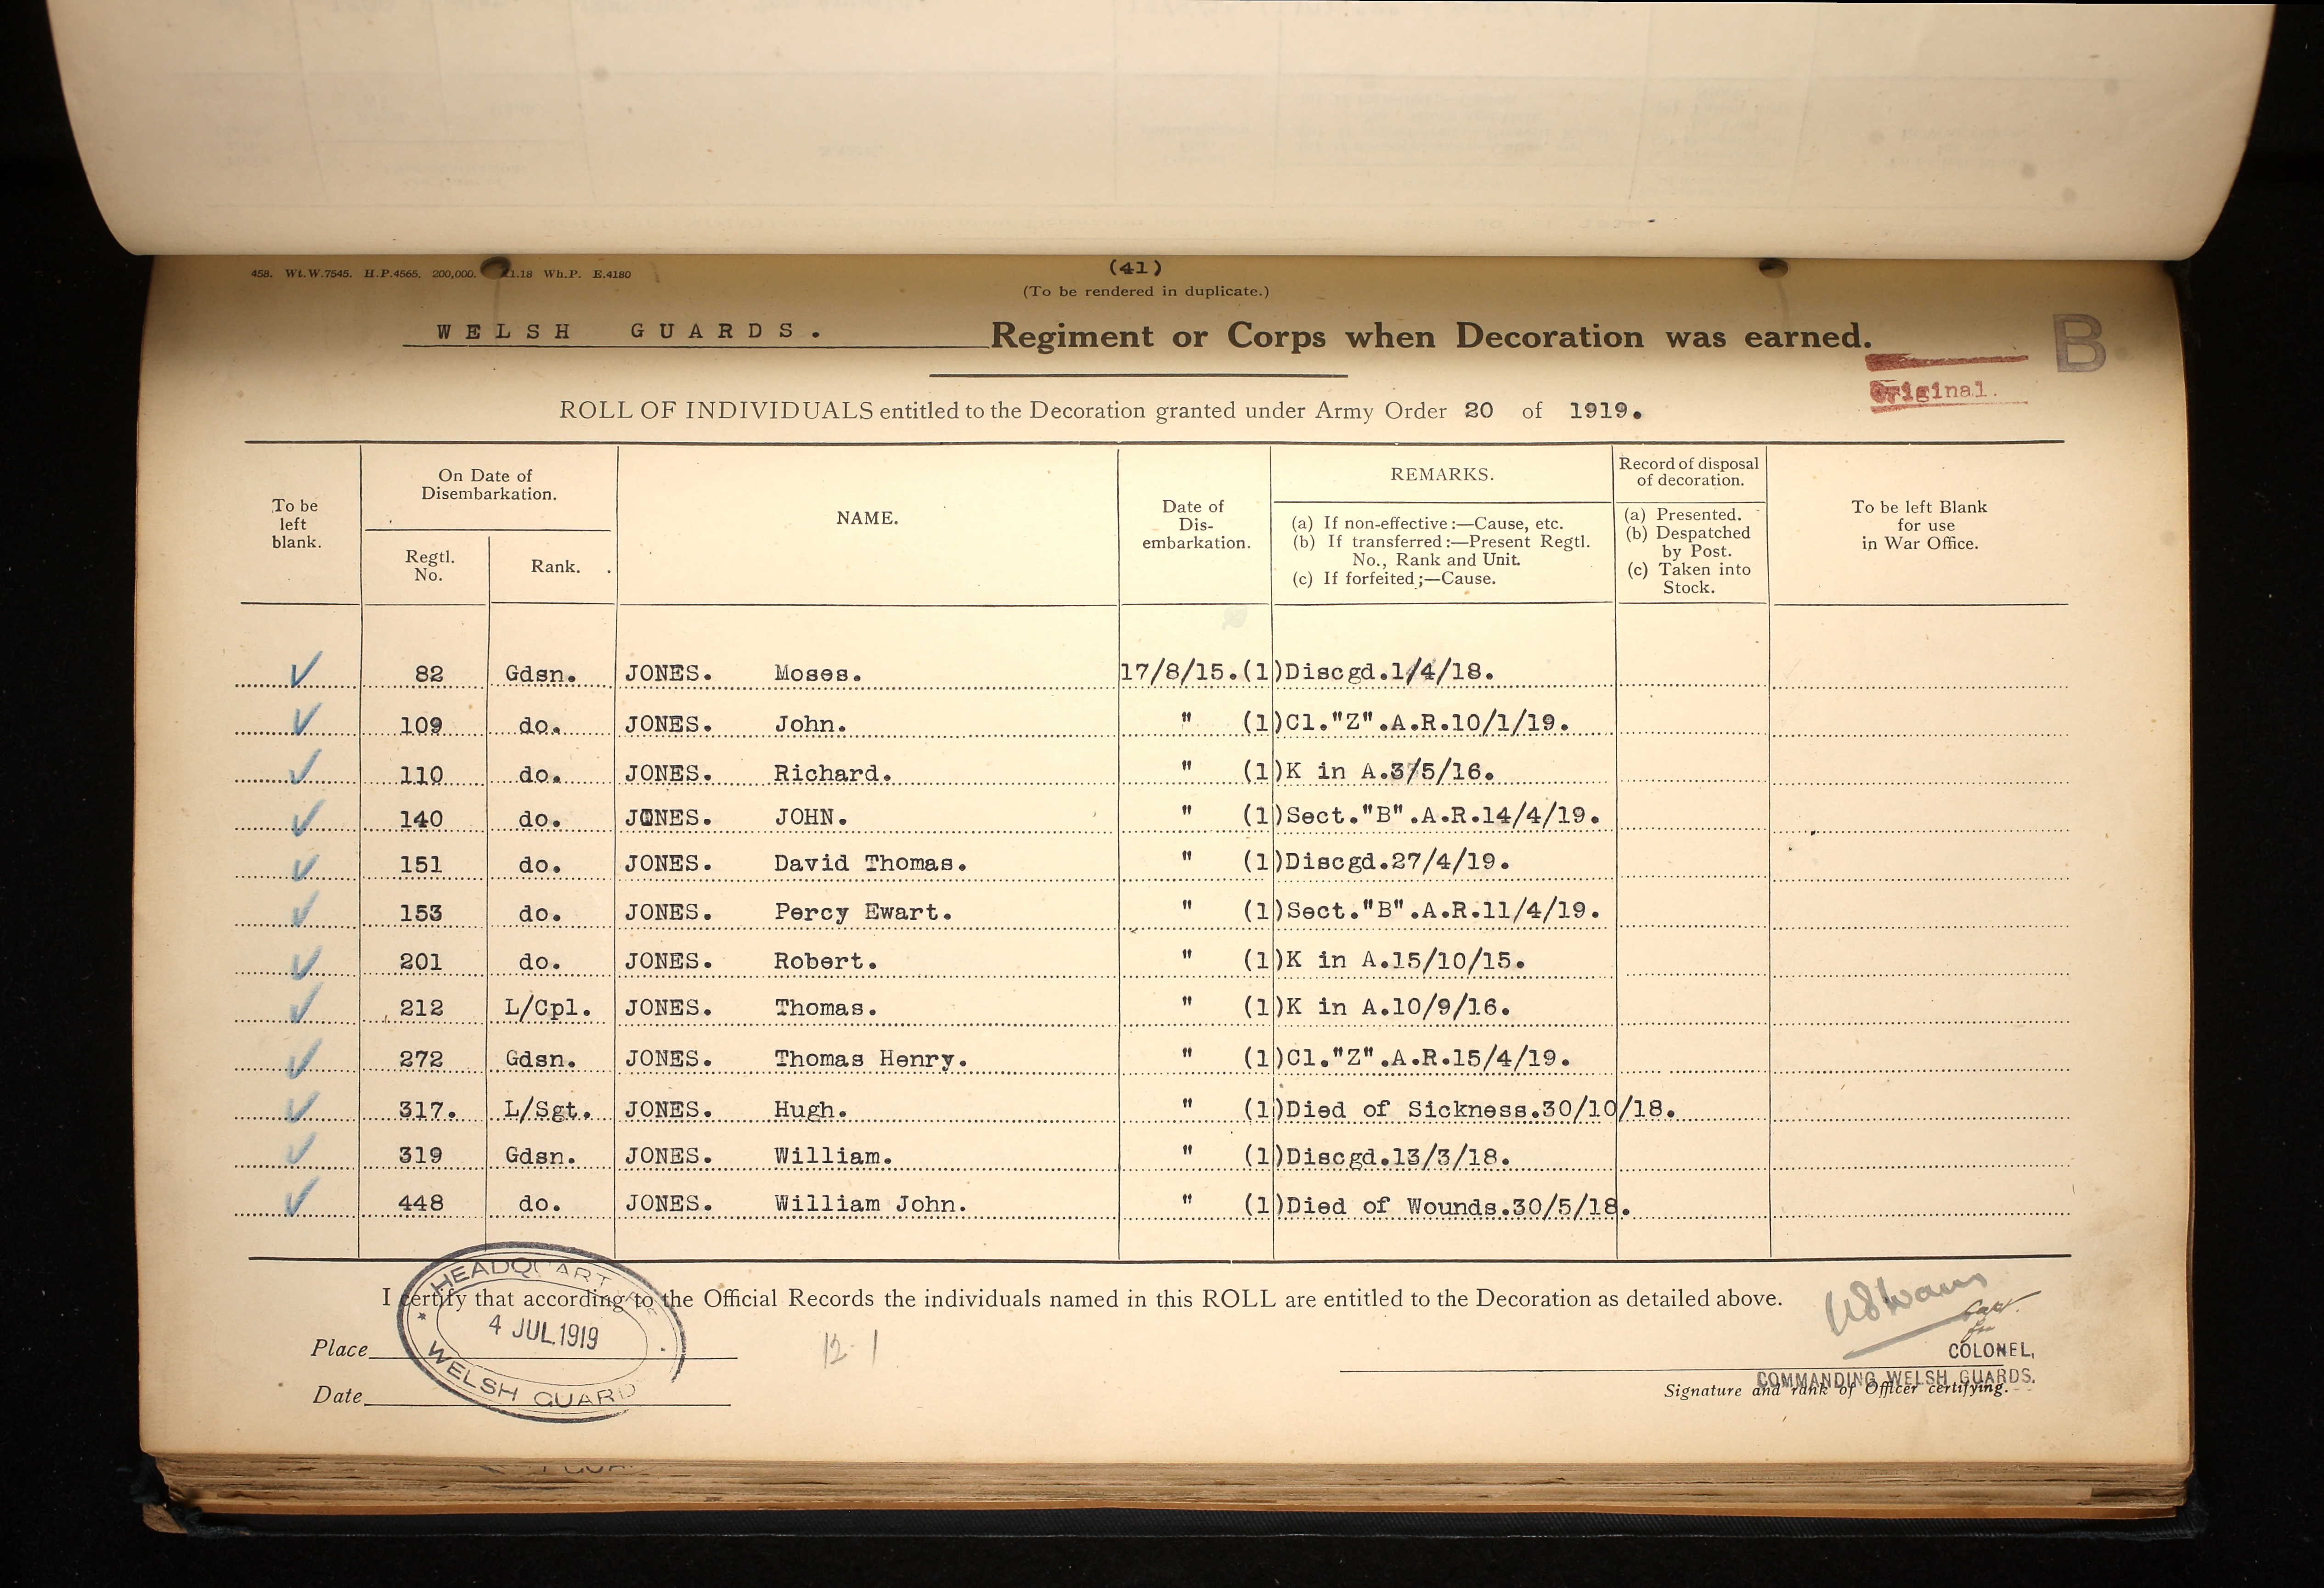 458. Wt.W.7545. H.P.4565. 200,000. 11.18 Wh.P. E.4180
(41)
(To be rendered in duplicate.)
WELSH GUARDS. Regiment or Corps when Decoration was earned.
B
Original.
ROLL OF INDIVIDUALS entitled to the Decoration granted under Army Order 20 of 1919.
To be left blank.
On Date of Disembarkation.
Regtl. No.
Rank.
NAME.
Date of Dis-embarkation.
REMARKS.
(a) If non-effective:—Cause, etc.
(b) If transferred:—Present Regtl. No., Rank and Unit.
(c) If forfeited;—Cause.
Record of disposal of decoration.
(a) Presented.
(b) Despatched by Post.
(c) Taken into Stock.
To be left Blank for use in War Office.
82 Gdsn. JONES. Moses. 17/8/15.(1)Discgd.1/4/18.
109 do. JONES. John. " (1)Cl."Z".A.R.10/1/19.
110 do. JONES. Richard. " (1)K in A.3/5/16.
140 do. JONES. JOHN. " (1)Sect."B".A.R.14/4/19.
151 do. JONES. David Thomas. " (1)Discgd.27/4/19.
153 do. JONES. Percy Ewart. " (1)Sect."B".A.R.11/4/19.
201 do. JONES. Robert. " (1)K in A.15/10/15.
212 L/Cpl. JONES. Thomas. " (1)K in A.10/9/16.
272 Gdsn. JONES. Thomas Henry. " (1)Cl."Z".A.R.15/4/19.
317. L/Sgt. JONES. Hugh. " (1)Died of Sickness.30/10/18.
319 Gdsn. JONES. William. " (1)Discgd.13/3/18.
448 do. JONES. William John. " (1)Died of Wounds.30/5/18.
I certify that according to the Official Records the individuals named in this ROLL are entitled to the Decoration as detailed above.
HEADQUARTERS
4 JUL.1919
WELSH GUARD
Place
Date
12.1
Capt.
for
COLONEL,
COMMANDING WELSH GUARDS.
Signature and rank of Officer certifying.